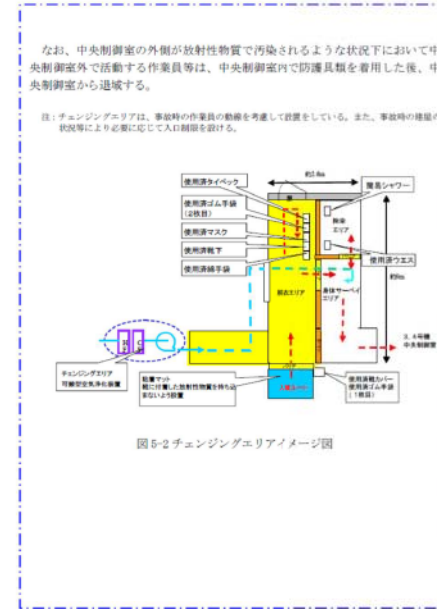 なお、中央制御室の外側が放射性物質で汚染されるような状況下において中
央制御室外で活動する作業員等は、中央制御室内で防護具類を着用した後、中
央制御室から退域する。
注:チェンジングエリアは、事故時の作業員の動線を考慮して設置をしている。また、事故時の建屋の
状況等により必要に応じて入口制限を設ける。
使用済タイベック
使用済ゴム手袋
(2枚目)
使用済マスク
使用済靴下
使用済綿手袋
簡易シャワー
除染
エリア
使用済ウエス
脱衣エリア
身体サーベイ
エリア
3、4号機
中央制御室
チェンジングエリア
可搬型空気浄化装置
粘着マット
靴に付着した放射性物質を持ち込
まないよう設置
使用済靴カバー
使用済ゴム手袋
(1枚目)
図 5-2 チェンジングエリアイメージ図